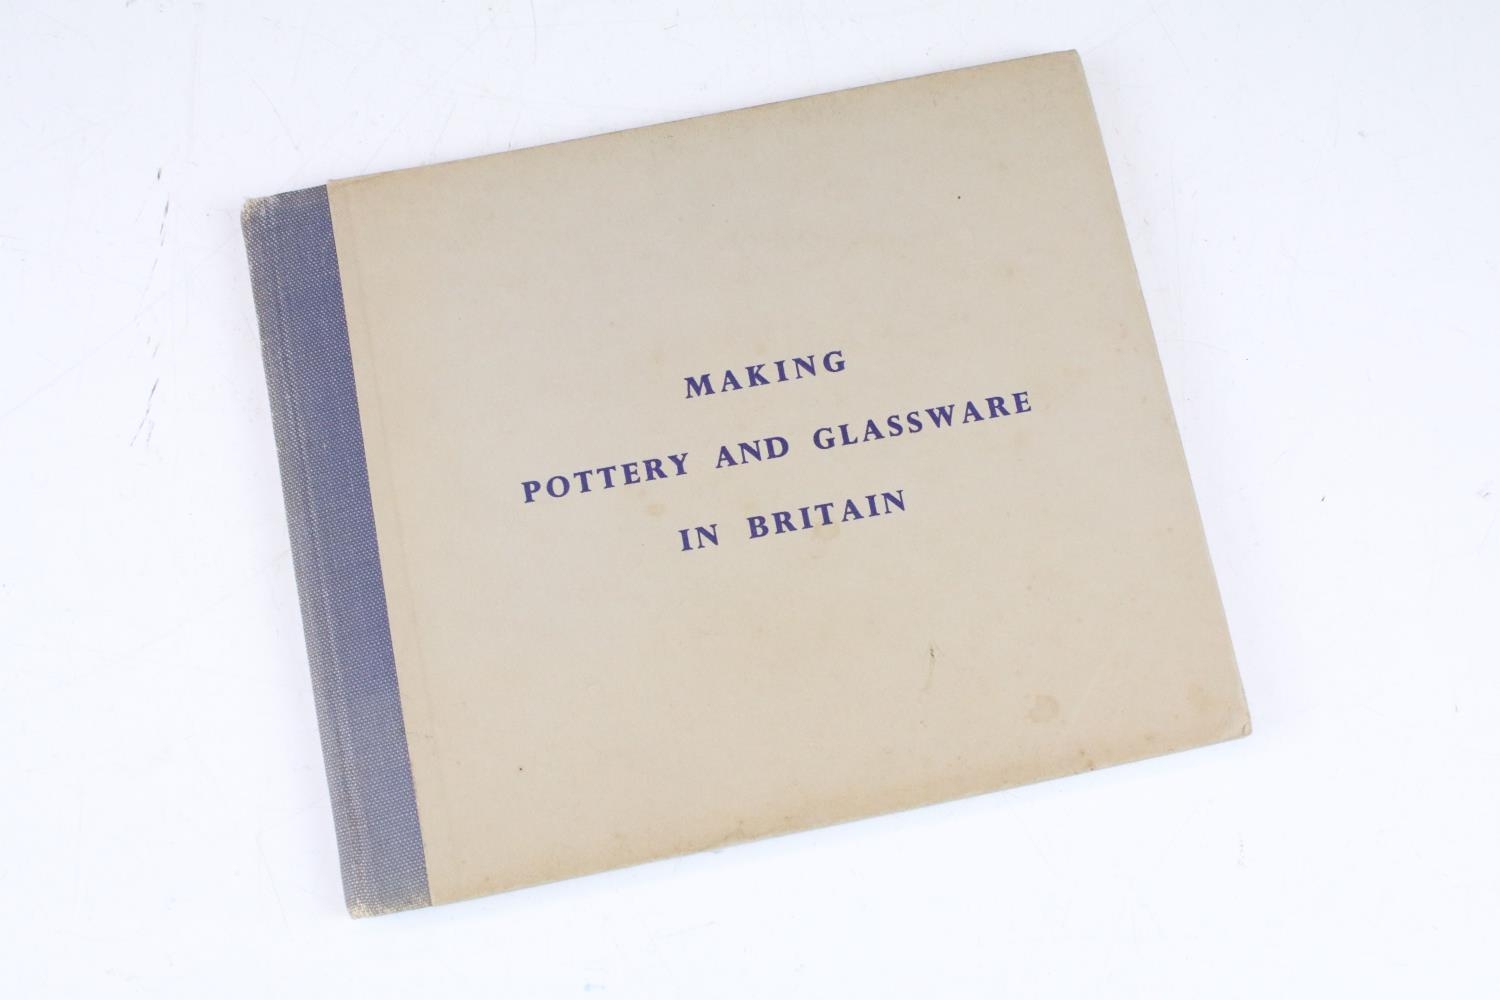 MAKING
POTTERY AND GLASSWARE
IN BRITAIN